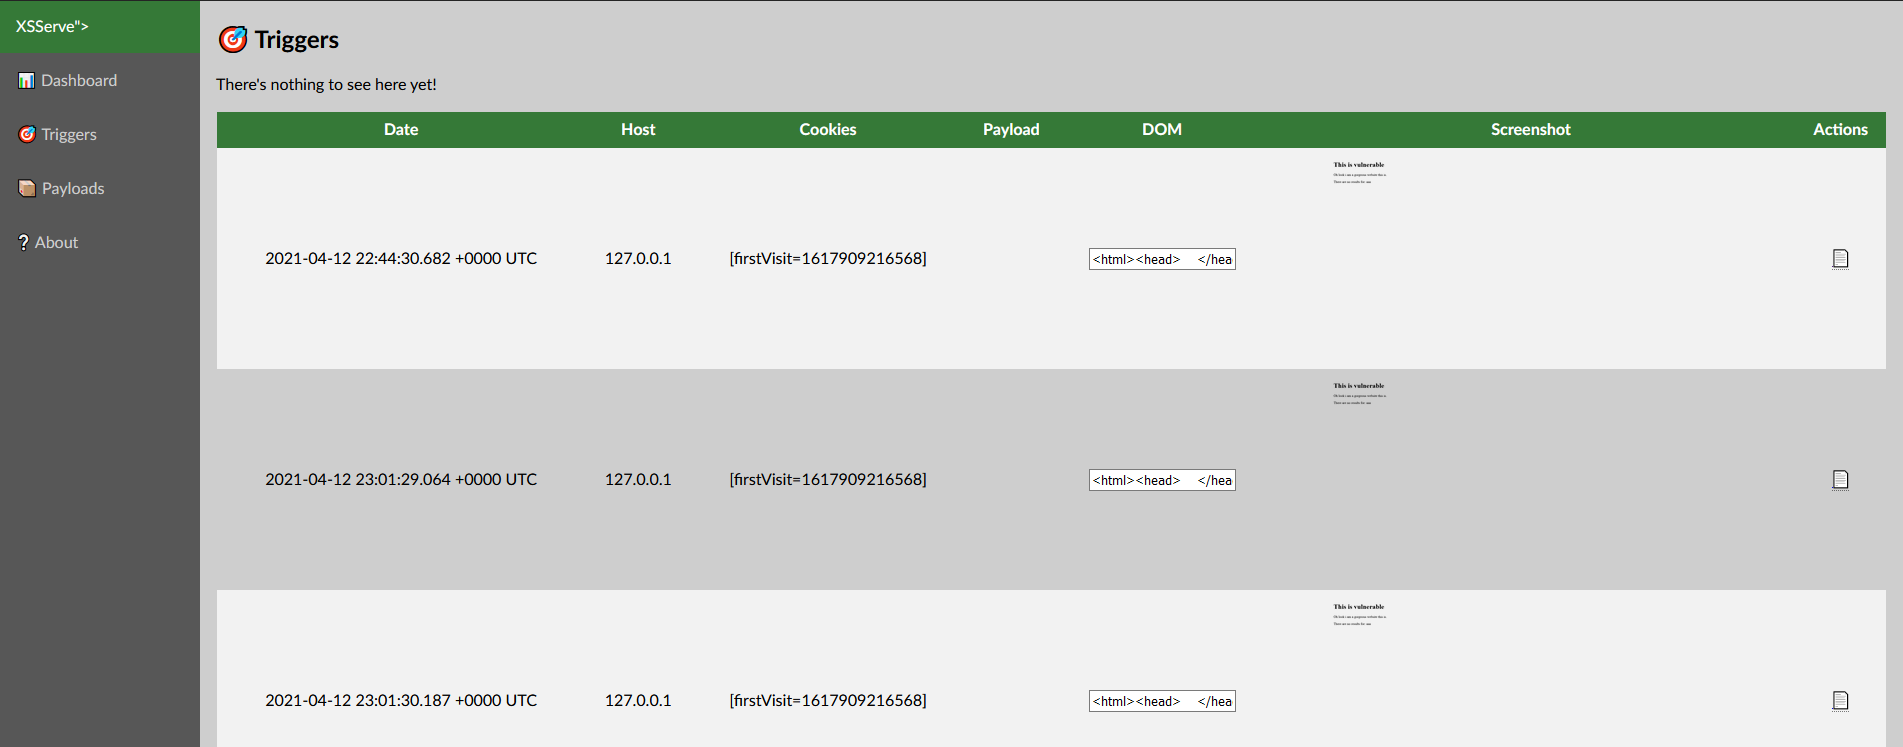 XSServe">
Dashboard
Triggers
Payloads
About
Triggers
There's nothing to see here yet!
Date Host Cookies Payload DOM Screenshot Actions
This is vulnerable
2021-04-12 22:44:30.682 +0000 UTC 127.0.0.1 [firstVisit=1617909216568] <html><head> </hea
This is vulnerable
2021-04-12 23:01:29.064 +0000 UTC 127.0.0.1 [firstVisit=1617909216568] <html><head> </hea
This is vulnerable
2021-04-12 23:01:30.187 +0000 UTC 127.0.0.1 [firstVisit=1617909216568] <html><head> </hea